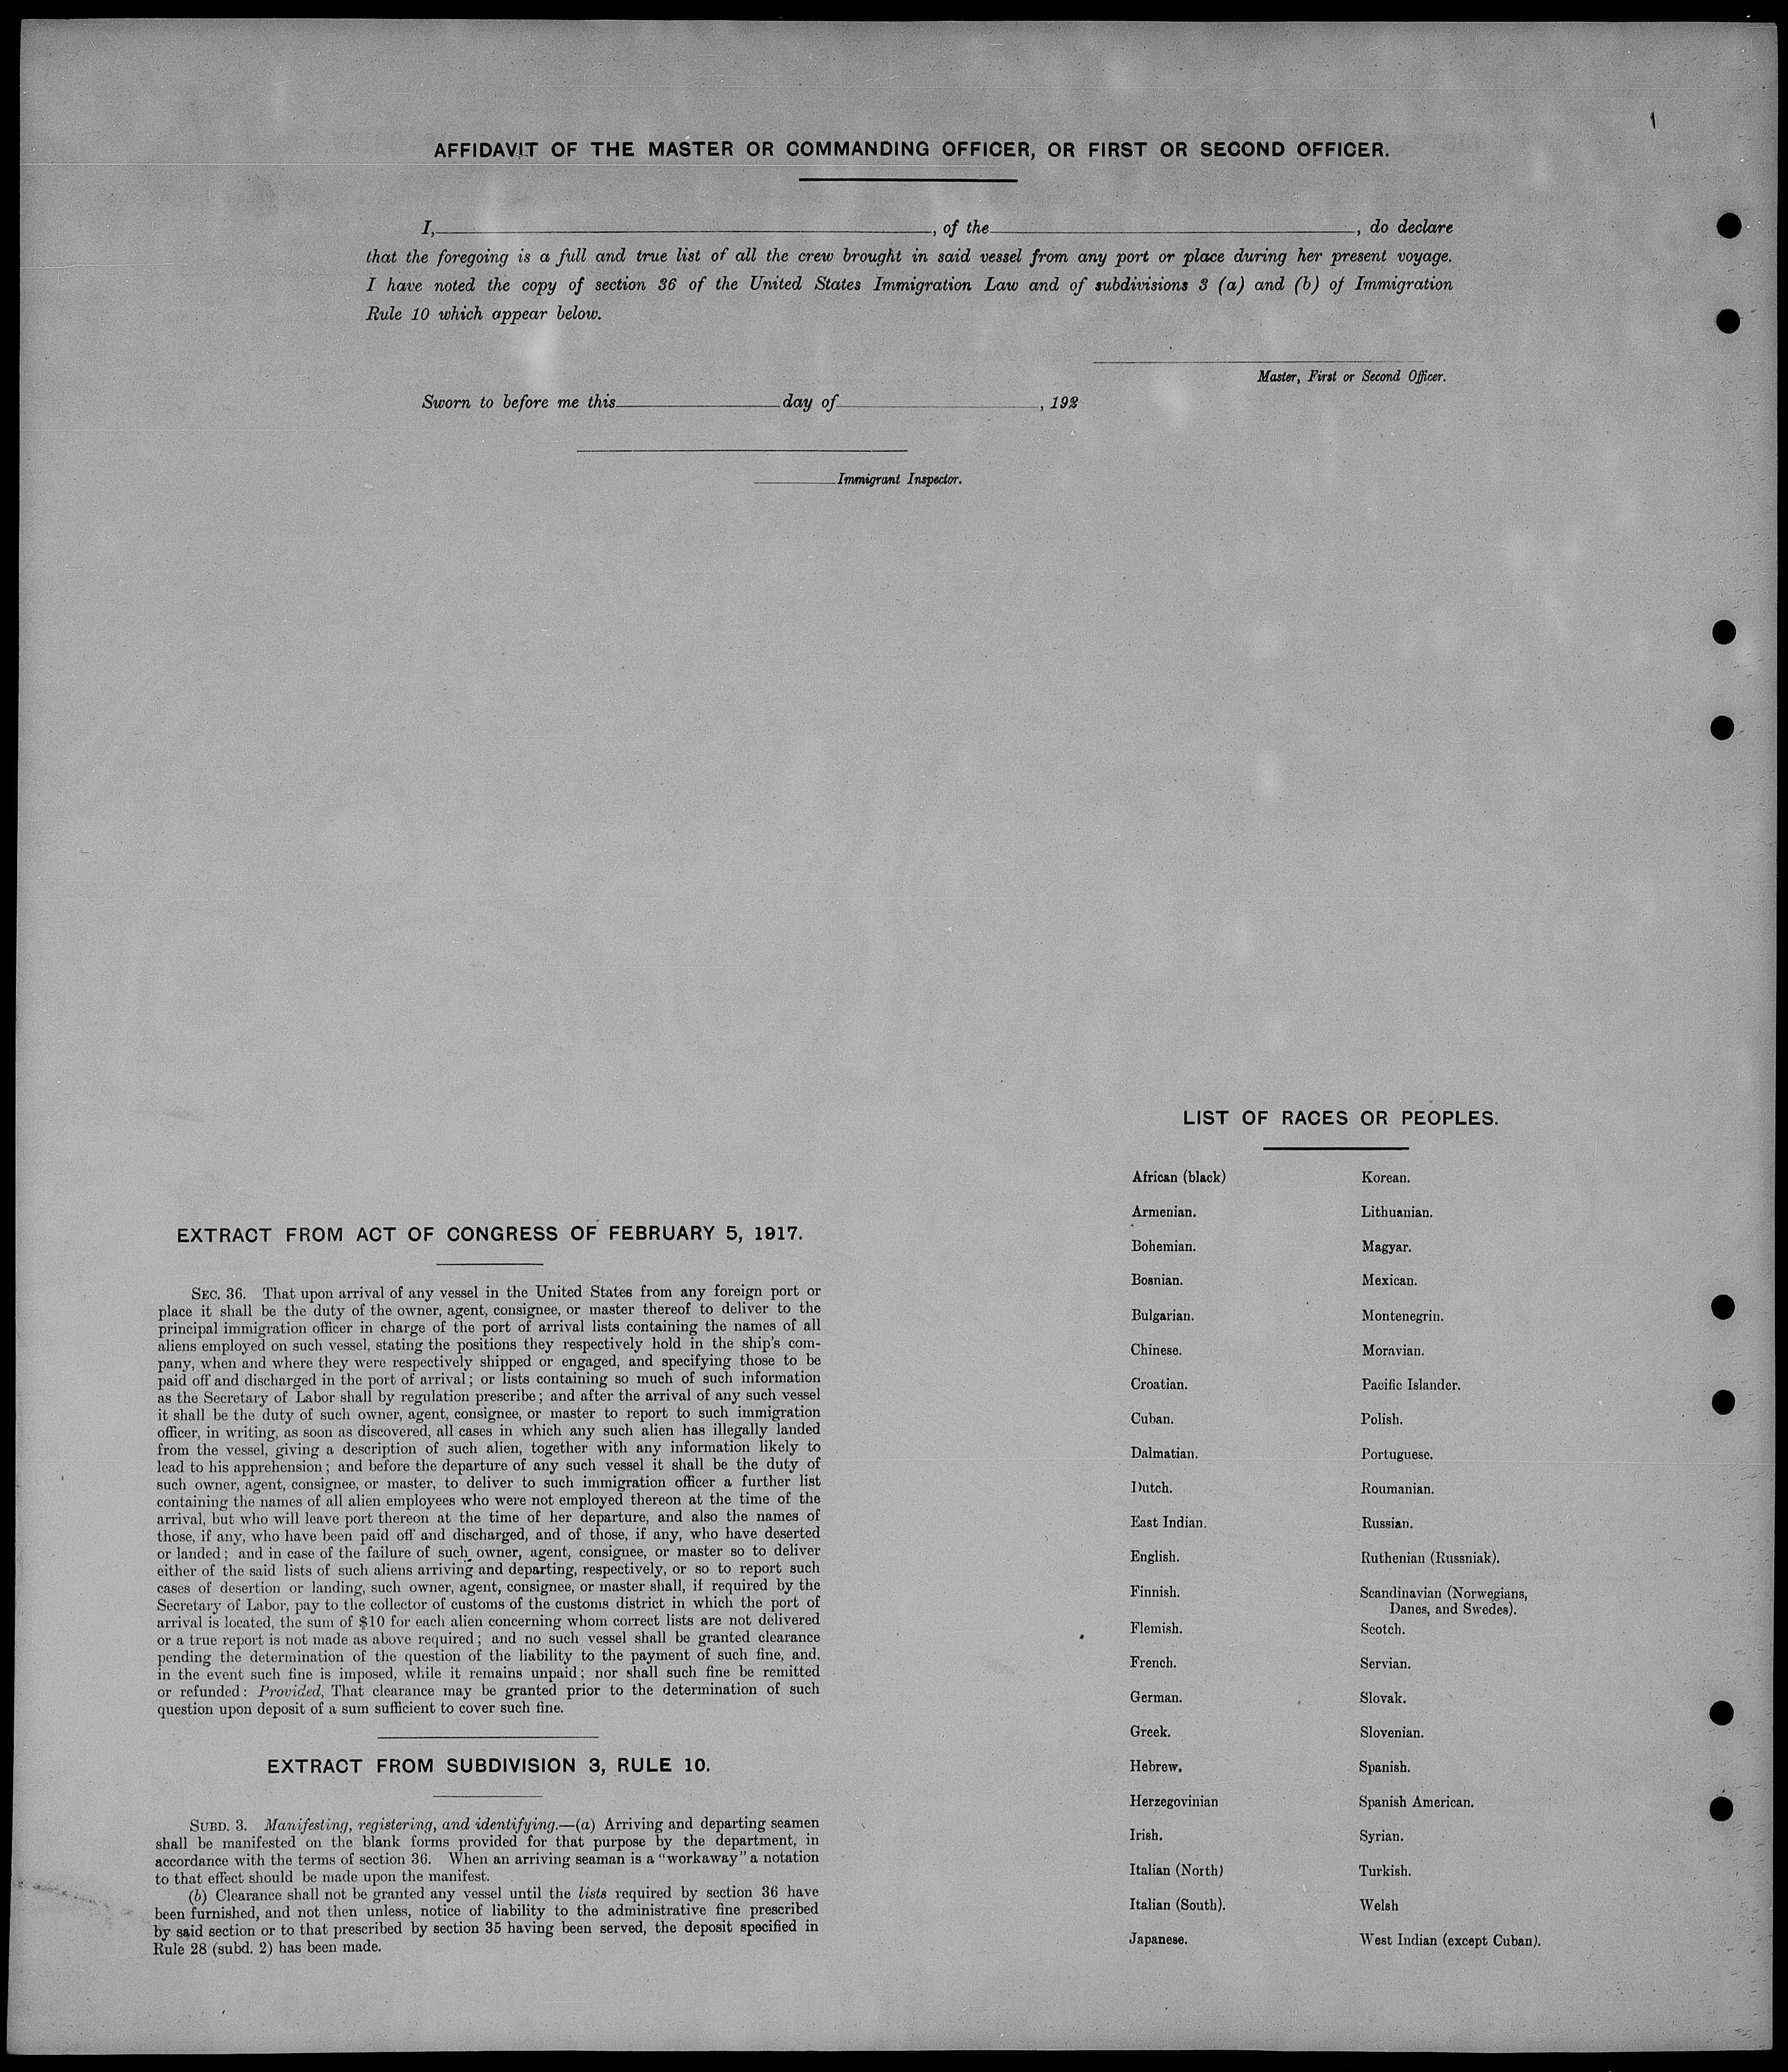 AFFIDAVIT OF THE MASTER OR COMMANDING OFFICER, OR FIRST OR SECOND OFFICER.
I, , of the , do declare
that the foregoing is a full and true list of all the crew brought in said vessel from any port or place during her present voyage.
I have noted the copy of section 36 of the United States Immigration Law and of subdivisions 3 (a) and (b) of Immigration
Rule 10 which appear below.
Master, First or Second Officer.
Sworn to before me this day of , 192
Immigrant Inspector.
EXTRACT FROM ACT OF CONGRESS OF FEBRUARY 5, 1917.
SEC. 36. That upon arrival of any vessel in the United States from any foreign port or
place it shall be the duty of the owner, agent, consignee, or master thereof to deliver to the
principal immigration officer in charge of the port of arrival lists containing the names of all
aliens employed on such vessel, stating the positions they respectively hold in the ship's com-
pany, when and where they were respectively shipped or engaged, and specifying those to be
paid off and discharged in the port of arrival; or lists containing so much of such information
as the Secretary of Labor shall by regulation prescribe; and after the arrival of any such vessel
it shall be the duty of such owner, agent, consignee, or master to report to such immigration
officer, in writing, as soon as discovered, all cases in which any such alien has illegally landed
from the vessel, giving a description of such alien, together with any information likely to
lead to his apprehension; and before the departure of any such vessel it shall be the duty of
such owner, agent, consignee, or master, to deliver to such immigration officer a further list
containing the names of all alien employees who were not employed thereon at the time of the
arrival, but who will leave port thereon at the time of her departure, and also the names of
those, if any, who have been paid off and discharged, and of those, if any, who have deserted
or landed; and in case of the failure of such owner, agent, consignee, or master so to deliver
either of the said lists of such aliens arriving and departing, respectively, or so to report such
cases of desertion or landing, such owner, agent, consignee, or master shall, if required by the
Secretary of Labor, pay to the collector of customs of the customs district in which the port of
arrival is located, the sum of $10 for each alien concerning whom correct lists are not delivered
or a true report is not made as above required; and no such vessel shall be granted clearance
pending the determination of the question of the liability to the payment of such fine, and,
in the event such fine is imposed, while it remains unpaid; nor shall such fine be remitted
or refunded: Provided, That clearance may be granted prior to the determination of such
question upon deposit of a sum sufficient to cover such fine.
EXTRACT FROM SUBDIVISION 3, RULE 10.
SUBD. 3. Manifesting, registering, and identifying.—(a) Arriving and departing seamen
shall be manifested on the blank forms provided for that purpose by the department, in
accordance with the terms of section 36. When an arriving seaman is a "workaway" a notation
to that effect should be made upon the manifest.
(b) Clearance shall not be granted any vessel until the lists required by section 36 have
been furnished, and not then unless, notice of liability to the administrative fine prescribed
by said section or to that prescribed by section 35 having been served, the deposit specified in
Rule 28 (subd. 2) has been made.
LIST OF RACES OR PEOPLES.
African (black)
Armenian.
Bohemian.
Bosnian.
Bulgarian.
Chinese.
Croatian.
Cuban.
Dalmatian.
Dutch.
East Indian.
English.
Finnish.
Flemish.
French.
German.
Greek.
Hebrew.
Herzegovinian
Irish.
Italian (North)
Italian (South).
Japanese.
Korean.
Lithuanian.
Magyar.
Mexican.
Montenegrin.
Moravian.
Pacific Islander.
Polish.
Portuguese.
Roumanian.
Russian.
Ruthenian (Russniak).
Scandinavian (Norwegians,
Danes, and Swedes).
Scotch.
Servian.
Slovak.
Slovenian.
Spanish.
Spanish American.
Syrian.
Turkish.
Welsh
West Indian (except Cuban).